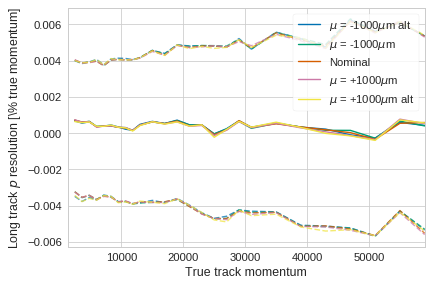 0.006
0.004
0.002
0.000
−0.002
−0.004
−0.006
Long track p resolution [\% true momentum]
10000
20000
30000
40000
50000
True track momentum
μ = -1000μm alt
μ = -1000μm
Nominal
μ = +1000μm
μ = +1000μm alt